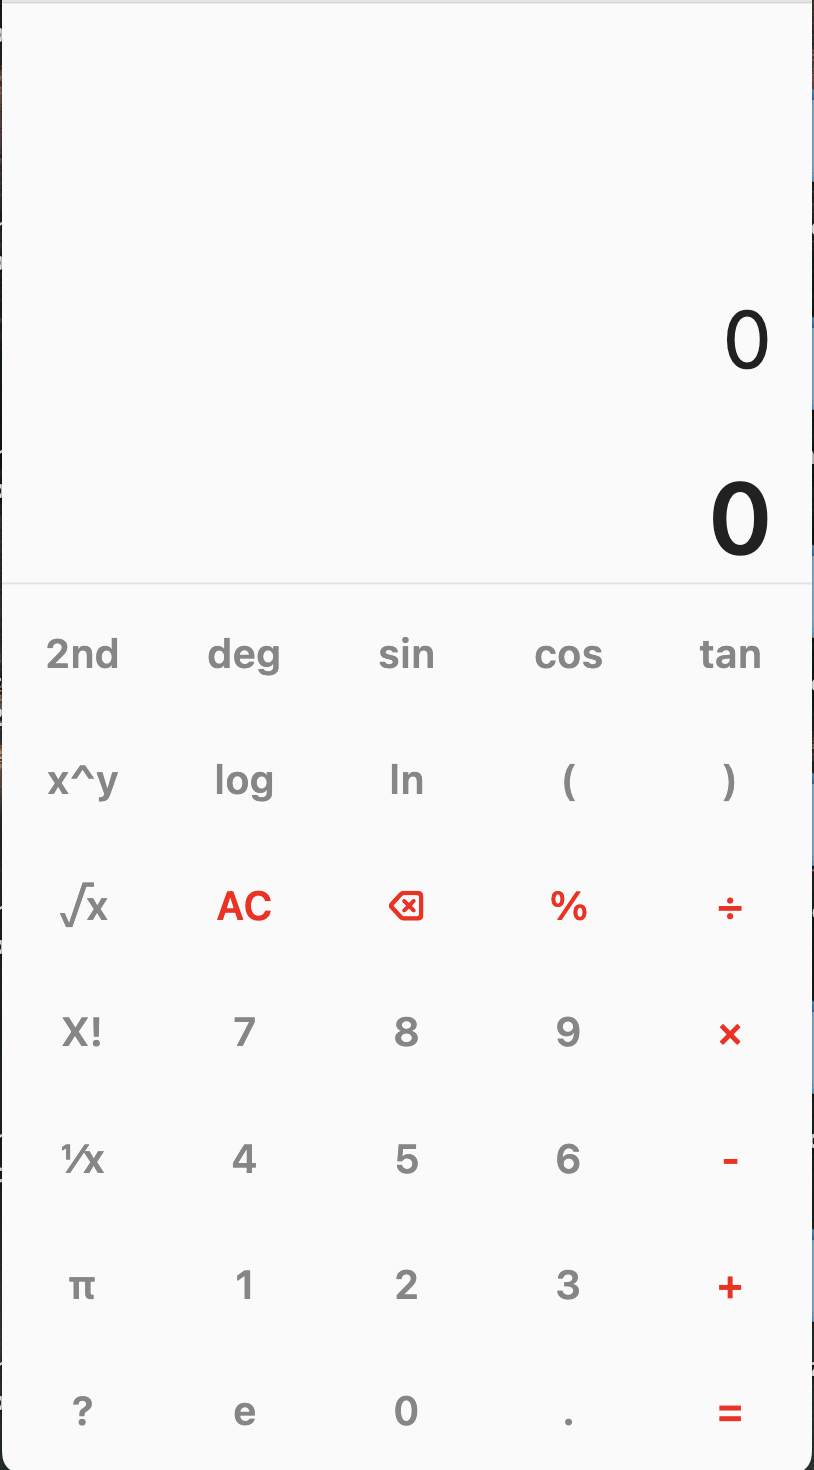 0
0
2nd deg sin cos tan
x^y log ln ( )
√x AC % ÷
X! 7 8 9 ×
⅟x 4 5 6 -
π 1 2 3 +
? e 0 . =